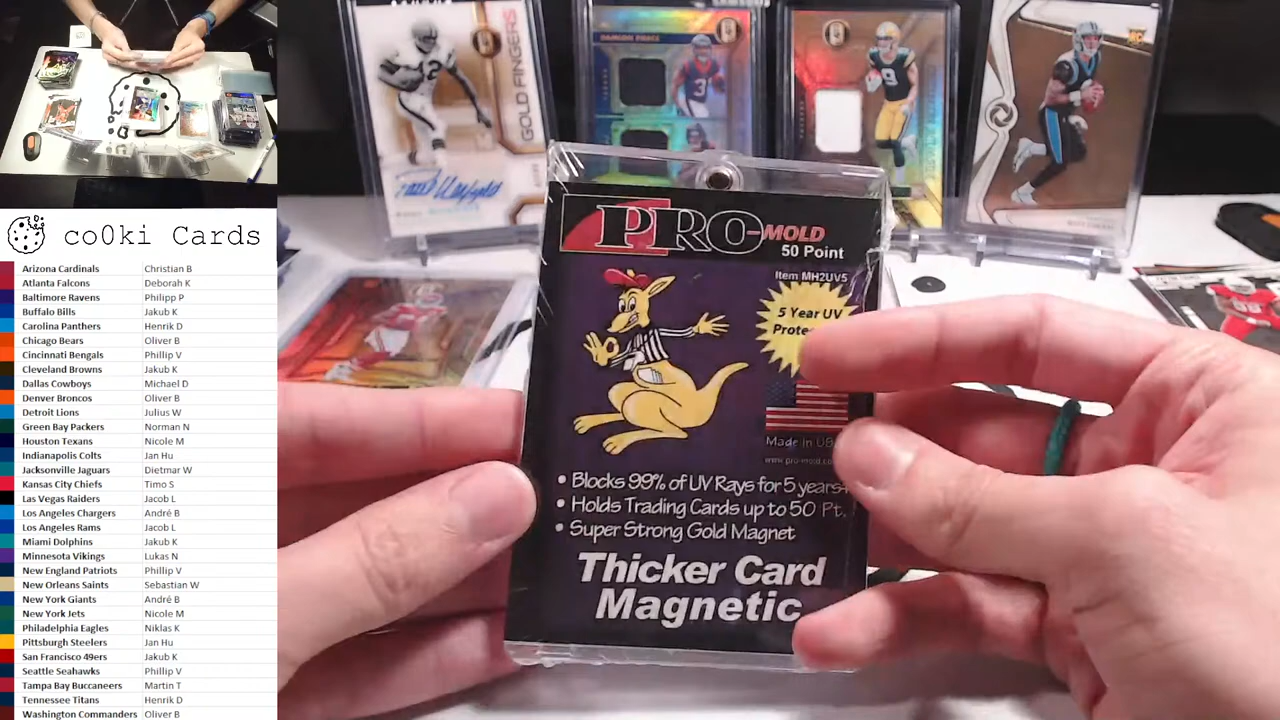 co0ki Cards
Arizona Cardinals Christian B
Atlanta Falcons Deborah K
Baltimore Ravens Philipp P
Buffalo Bills Jakub K
Carolina Panthers Henrik D
Chicago Bears Oliver B
Cincinnati Bengals Phillip V
Cleveland Browns Jakub K
Dallas Cowboys Michael D
Denver Broncos Oliver B
Detroit Lions Julius W
Green Bay Packers Norman N
Houston Texans Nicole M
Indianapolis Colts Jan Hu
Jacksonville Jaguars Dietmar W
Kansas City Chiefs Timo S
Las Vegas Raiders Jacob L
Los Angeles Chargers André B
Los Angeles Rams Jacob L
Miami Dolphins Jakub K
Minnesota Vikings Lukas N
New England Patriots Phillip V
New Orleans Saints Sebastian W
New York Giants André B
New York Jets Nicole M
Philadelphia Eagles Niklas K
Pittsburgh Steelers Jan Hu
San Francisco 49ers Jakub K
Seattle Seahawks Phillip V
Tampa Bay Buccaneers Martin T
Tennessee Titans Henrik D
Washington Commanders Oliver B
GOLD FINGERS
RC
PRO-MOLD
50 Point
Item MH2UV5
5 Year UV
Made in
• Blocks 99% of UV Rays for 5 years+
• Holds Trading Cards up to 50 Pt.
• Super Strong Gold Magnet
Thicker Card
Magnetic